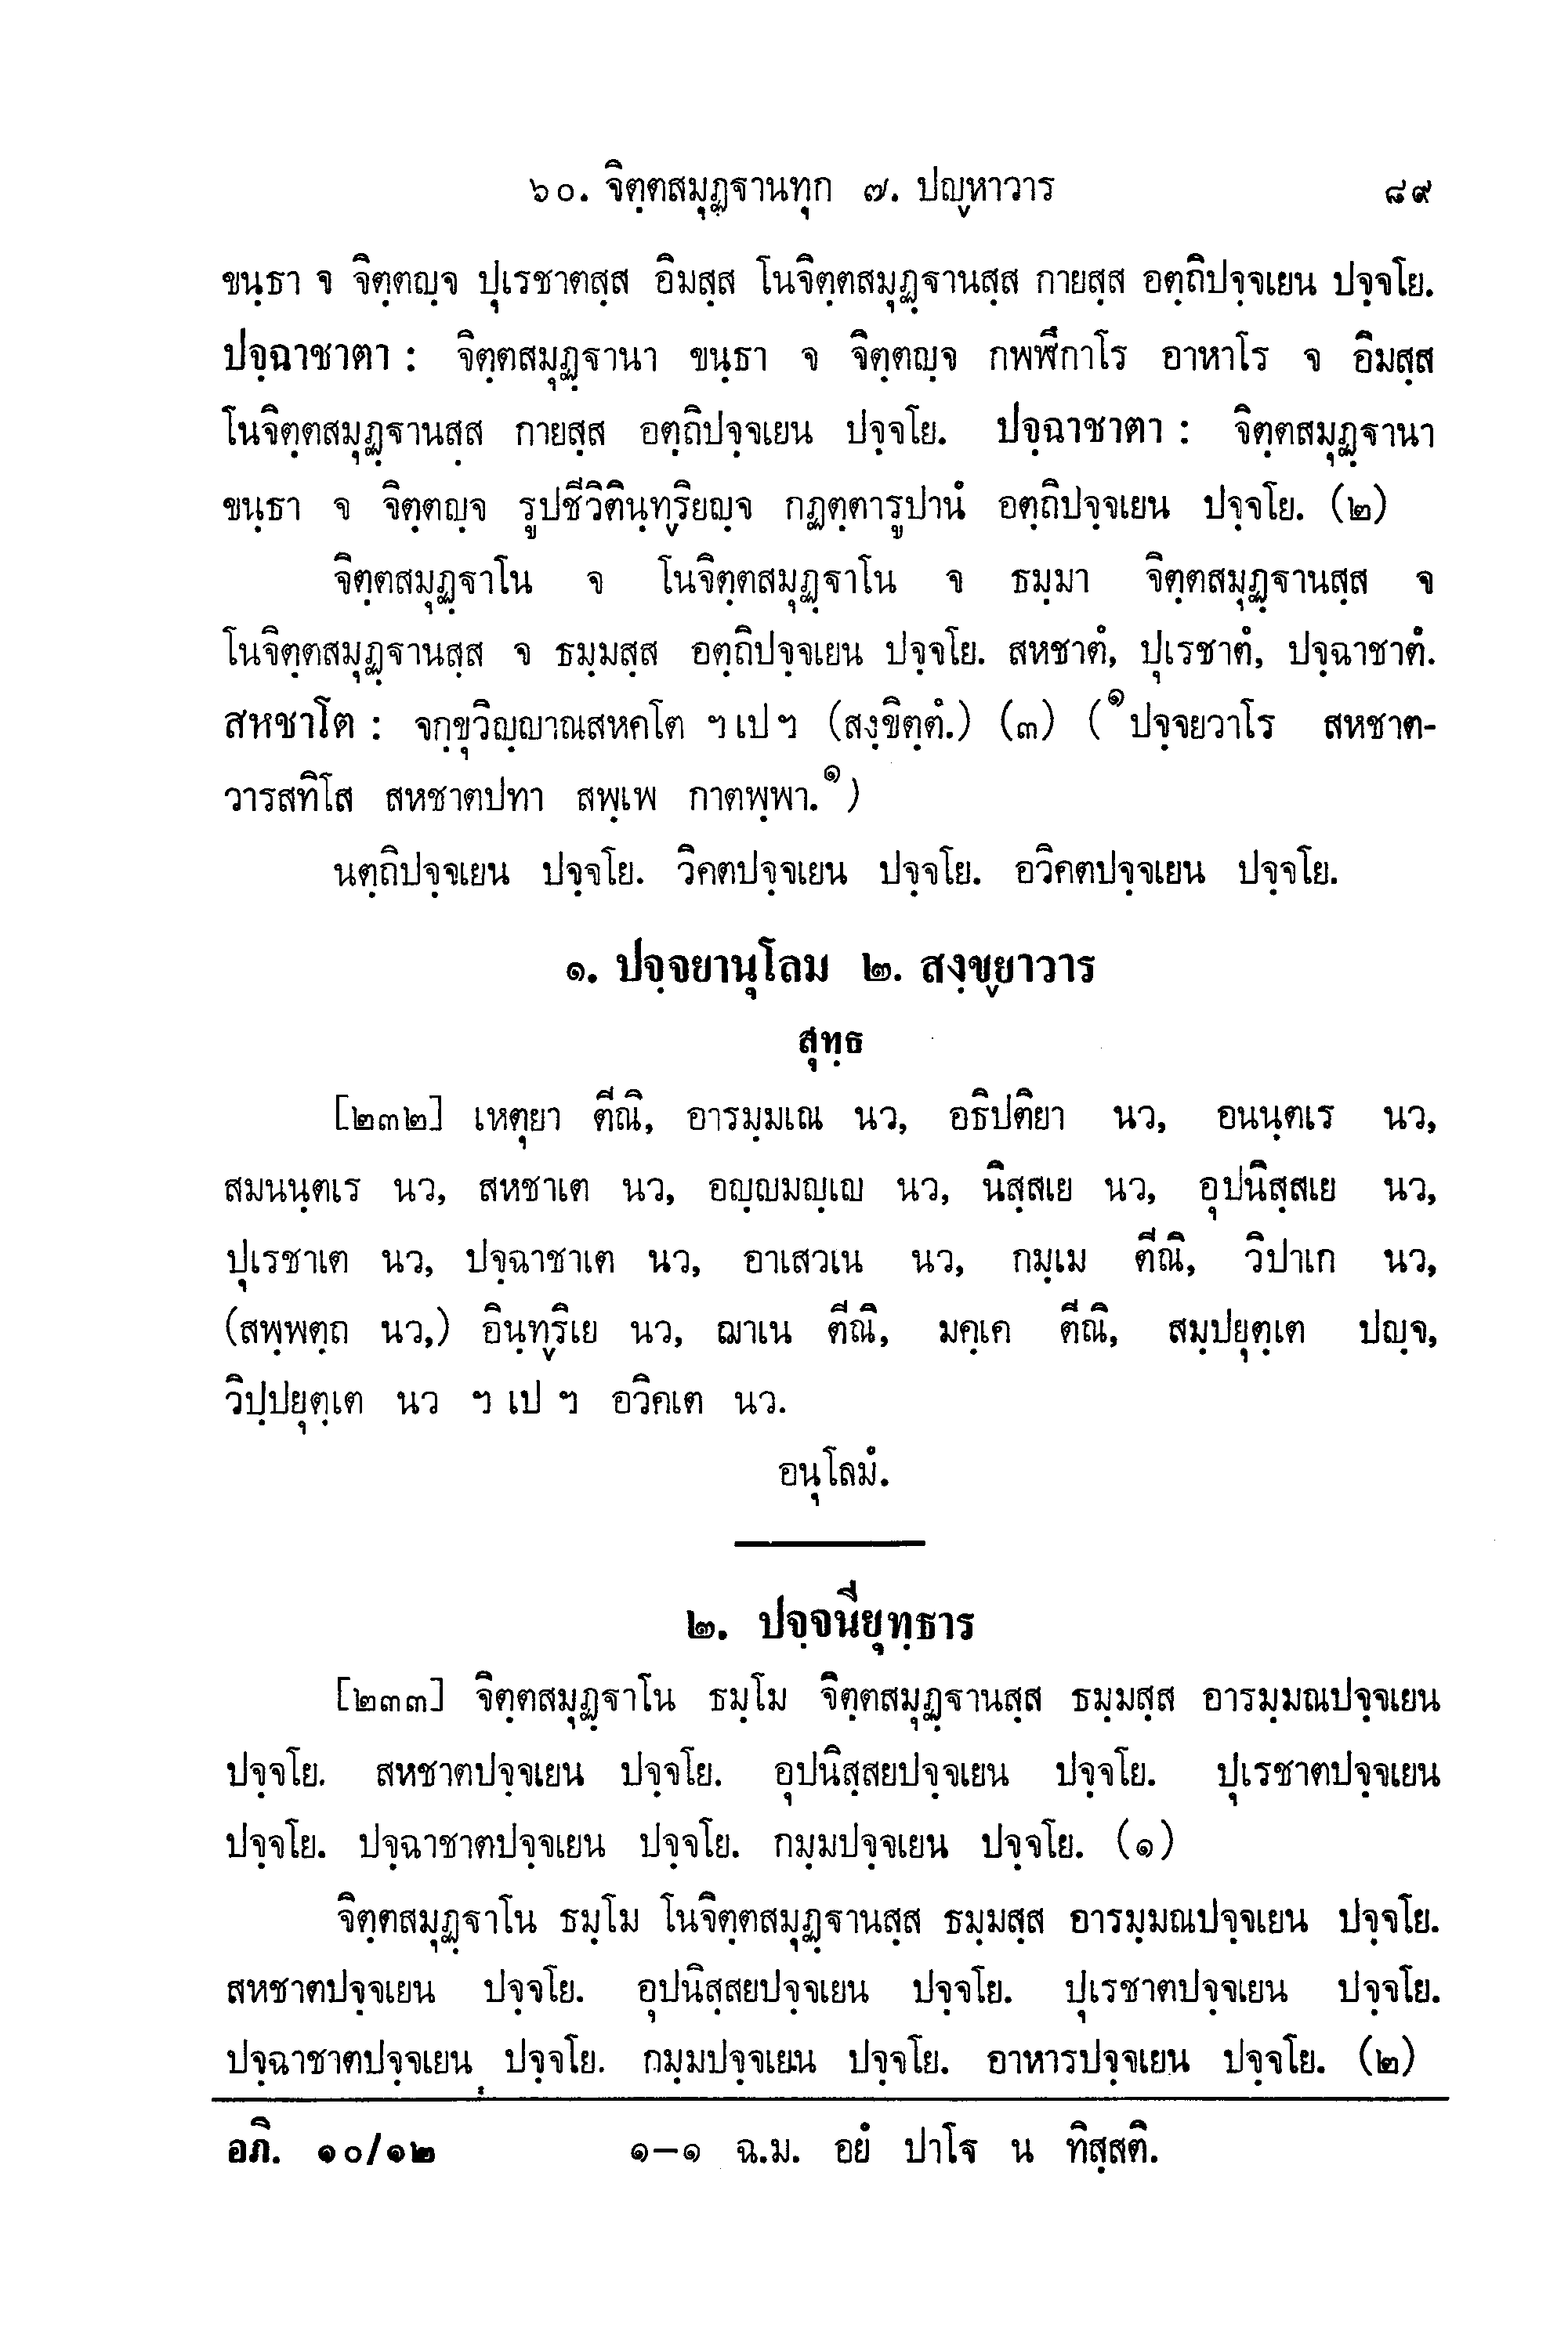 ๖๐. จิตฺตสมุฏฺฐานทุก ๗. ปญฺหาวาร ๘๙
ขนฺธา จ จิตฺตญฺจ ปุเรชาตสฺส อิมสฺส โนจิตฺตสมุฏฺฐานสฺส กายสฺส อตฺถิปจฺจเยน ปจฺจโย.
ปจฺฉาชาตา : จิตฺตสมุฏฺฐานา ขนฺธา จ จิตฺตญฺจ กพฬีกาโร อาหาโร จ อิมสฺส
โนจิตฺตสมุฏฺฐานสฺส กายสฺส อตฺถิปจฺจเยน ปจฺจโย. ปจฺฉาชาตา : จิตฺตสมุฏฺฐานา
ขนฺธา จ จิตฺตญฺจ รูปชีวิตินฺทฺริยญฺจ กฏตฺตารูปานํ อตฺถิปจฺจเยน ปจฺจโย. (๒)
จิตฺตสมุฏฺฐาโน จ โนจิตฺตสมุฏฺฐาโน จ ธมฺมา จิตฺตสมุฏฺฐานสฺส จ
โนจิตฺตสมุฏฺฐานสฺส จ ธมฺมสฺส อตฺถิปจฺจเยน ปจฺจโย. สหชาตํ, ปุเรชาตํ, ปจฺฉาชาตํ.
สหชาโต : จกฺขุวิญฺญาณสหคโต ฯ เป ฯ (สงฺขิตฺตํ.) (๓) (๑ปจฺจยวาโร สหชาต-
วารสทิโส สหชาตปทา สพฺเพ กาตพฺพา.๑)
นตฺถิปจฺจเยน ปจฺจโย. วิคตปจฺจเยน ปจฺจโย. อวิคตปจฺจเยน ปจฺจโย.
๑. ปจฺจยานุโลม ๒. สงฺขฺยาวาร
สุทฺธ
[๒๓๒] เหตุยา ตีณิ, อารมฺมเณ นว, อธิปติยา นว, อนนฺตเร นว,
สมนนฺตเร นว, สหชาเต นว, อญฺญมญฺเญ นว, นิสฺสเย นว, อุปนิสฺสเย นว,
ปุเรชาเต นว, ปจฺฉาชาเต นว, อาเสวเน นว, กมฺเม ตีณิ, วิปาเก นว,
(สพฺพตฺถ นว,) อินฺทฺริเย นว, ฌาเน ตีณิ, มคฺเค ตีณิ, สมฺปยุตฺเต ปญฺจ,
วิปฺปยุตฺเต นว ฯ เป ฯ อวิคเต นว.
อนุโลมํ.
๒. ปจฺจนียุทฺธาร
[๒๓๓] จิตฺตสมุฏฺฐาโน ธมฺโม จิตฺตสมุฏฺฐานสฺส ธมฺมสฺส อารมฺมณปจฺจเยน
ปจฺจโย. สหชาตปจฺจเยน ปจฺจโย. อุปนิสฺสยปจฺจเยน ปจฺจโย. ปุเรชาตปจฺจเยน
ปจฺจโย. ปจฺฉาชาตปจฺจเยน ปจฺจโย. กมฺมปจฺจเยน ปจฺจโย. (๑)
จิตฺตสมุฏฺฐาโน ธมฺโม โนจิตฺตสมุฏฺฐานสฺส ธมฺมสฺส อารมฺมณปจฺจเยน ปจฺจโย.
สหชาตปจฺจเยน ปจฺจโย. อุปนิสฺสยปจฺจเยน ปจฺจโย. ปุเรชาตปจฺจเยน ปจฺจโย.
ปจฺฉาชาตปจฺจเยน ปจฺจโย. กมฺมปจฺจเยน ปจฺจโย. อาหารปจฺจเยน ปจฺจโย. (๒)
อภิ. ๑๐/๑๒ ๑–๑ ฉ.ม. อยํ ปาโฐ น ทิสฺสติ.